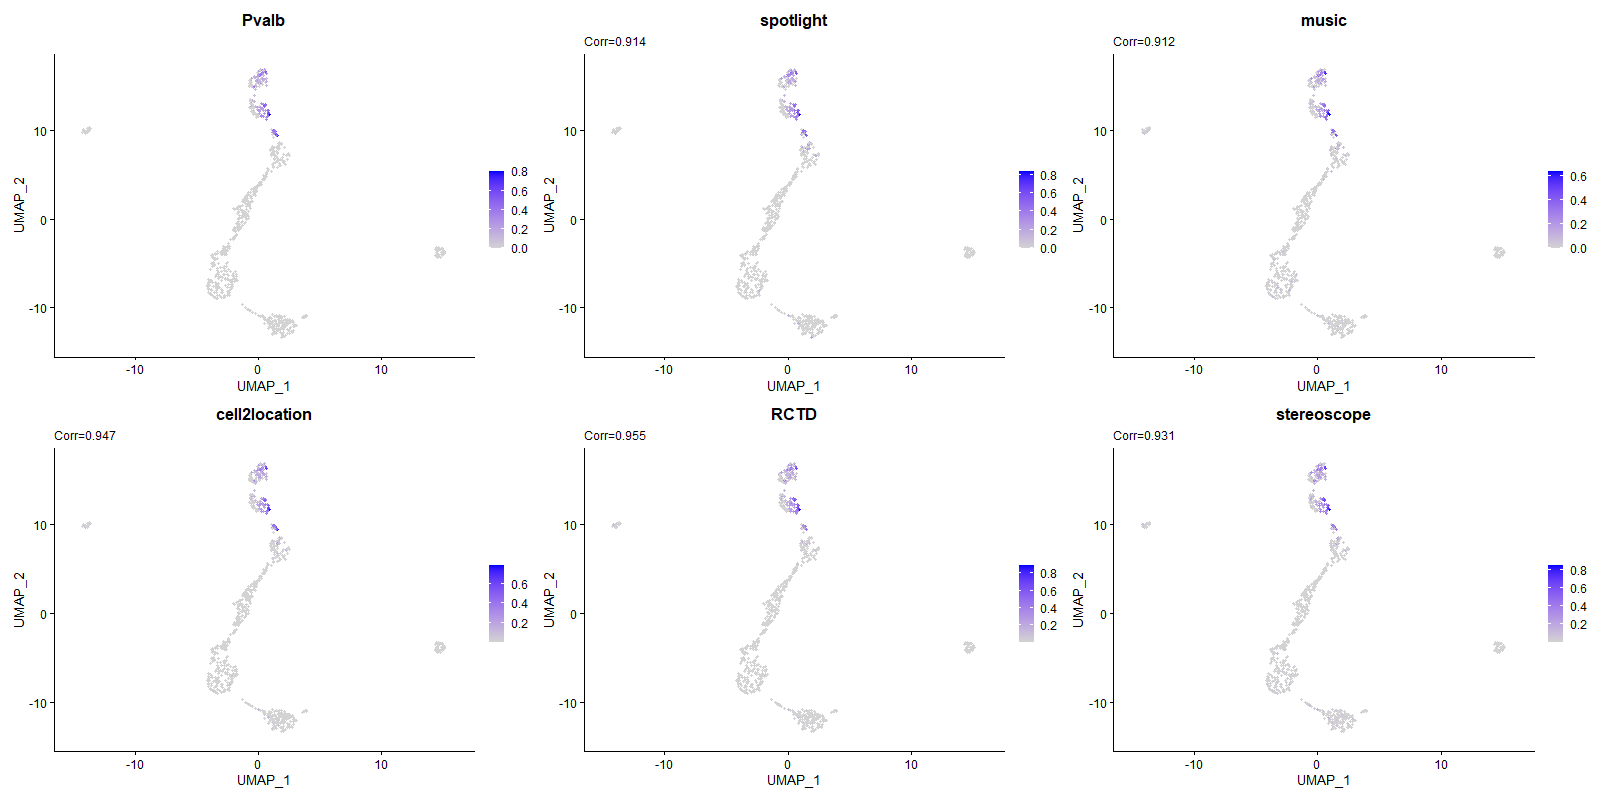 Pvalb
10
0
-10
UMAP_2
-10
0
10
UMAP_1
0.8
0.6
0.4
0.2
0.0
spotlight
Corr=0.914
10
0
-10
UMAP_2
-10
0
10
UMAP_1
0.8
0.6
0.4
0.2
0.0
music
Corr=0.912
10
0
-10
UMAP_2
-10
0
10
UMAP_1
0.6
0.4
0.2
0.0
cell2location
Corr=0.947
10
0
-10
UMAP_2
-10
0
10
UMAP_1
0.6
0.4
0.2
RCTD
Corr=0.955
10
0
-10
UMAP_2
-10
0
10
UMAP_1
0.8
0.6
0.4
0.2
stereoscope
Corr=0.931
10
0
-10
UMAP_2
-10
0
10
UMAP_1
0.8
0.6
0.4
0.2